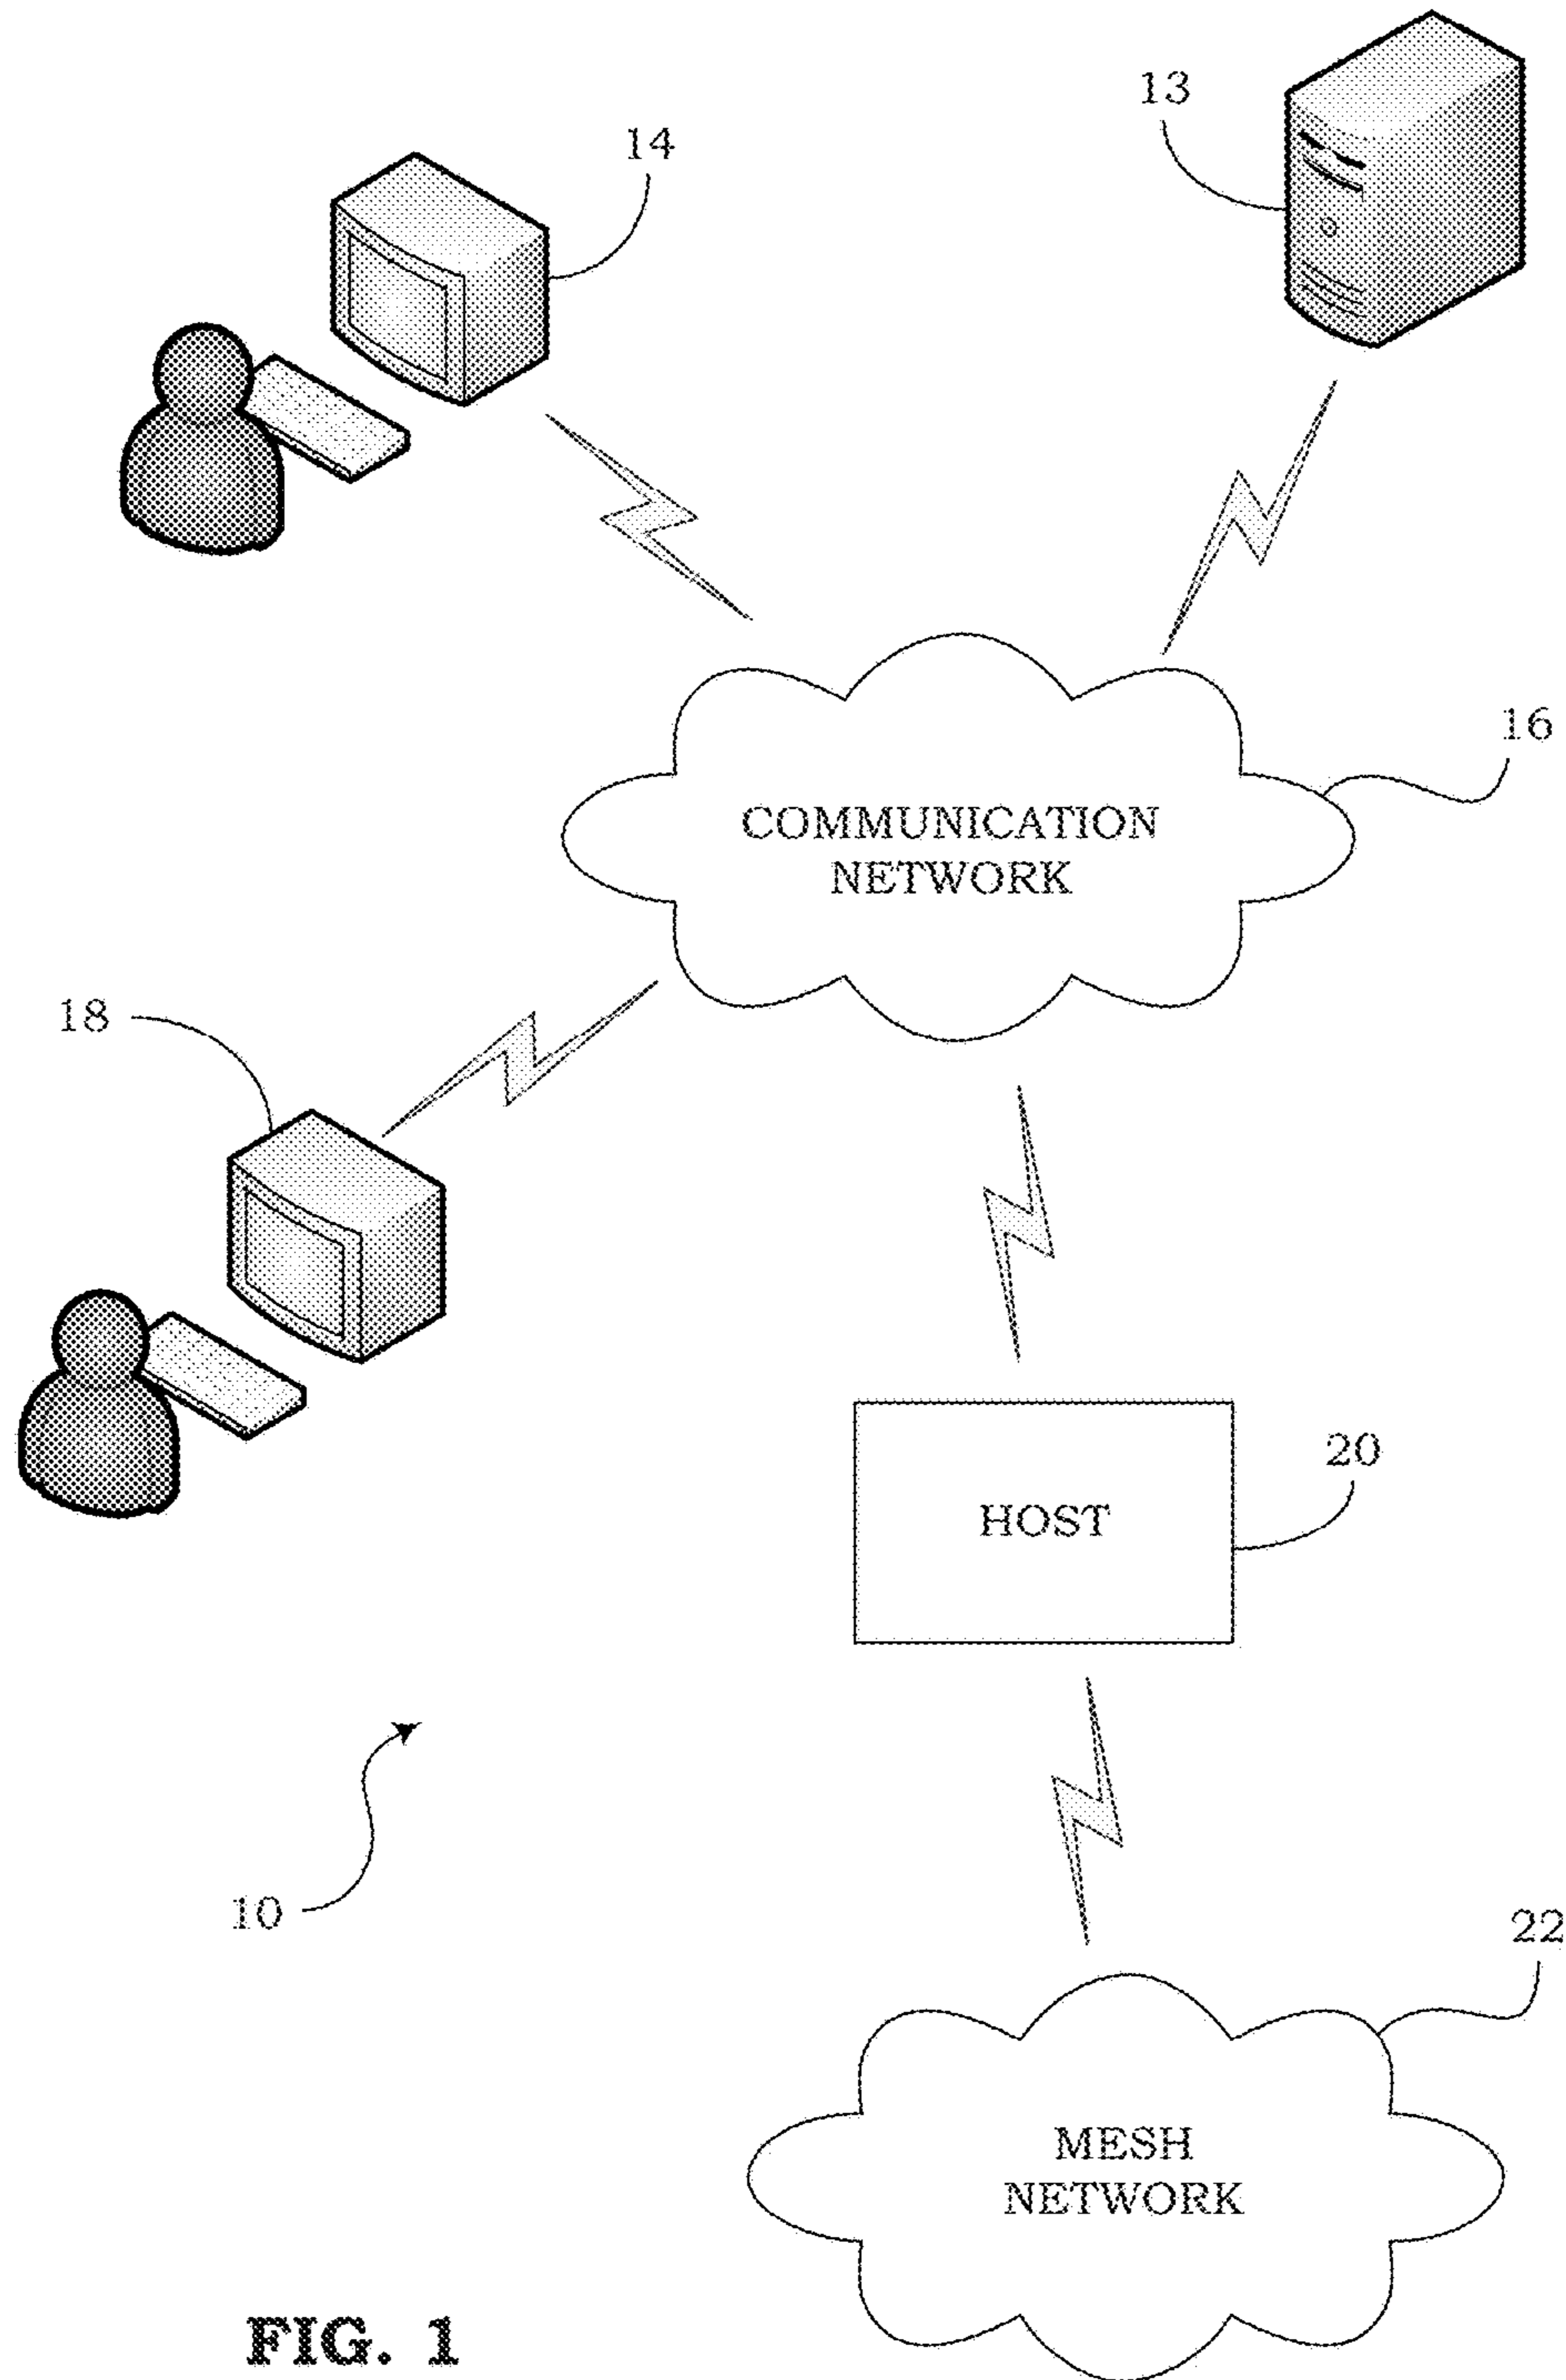 13
14
16
COMMUNICATION
NETWORK
18
20
HOST
10
22
MESH
NETWORK
FIG. 1